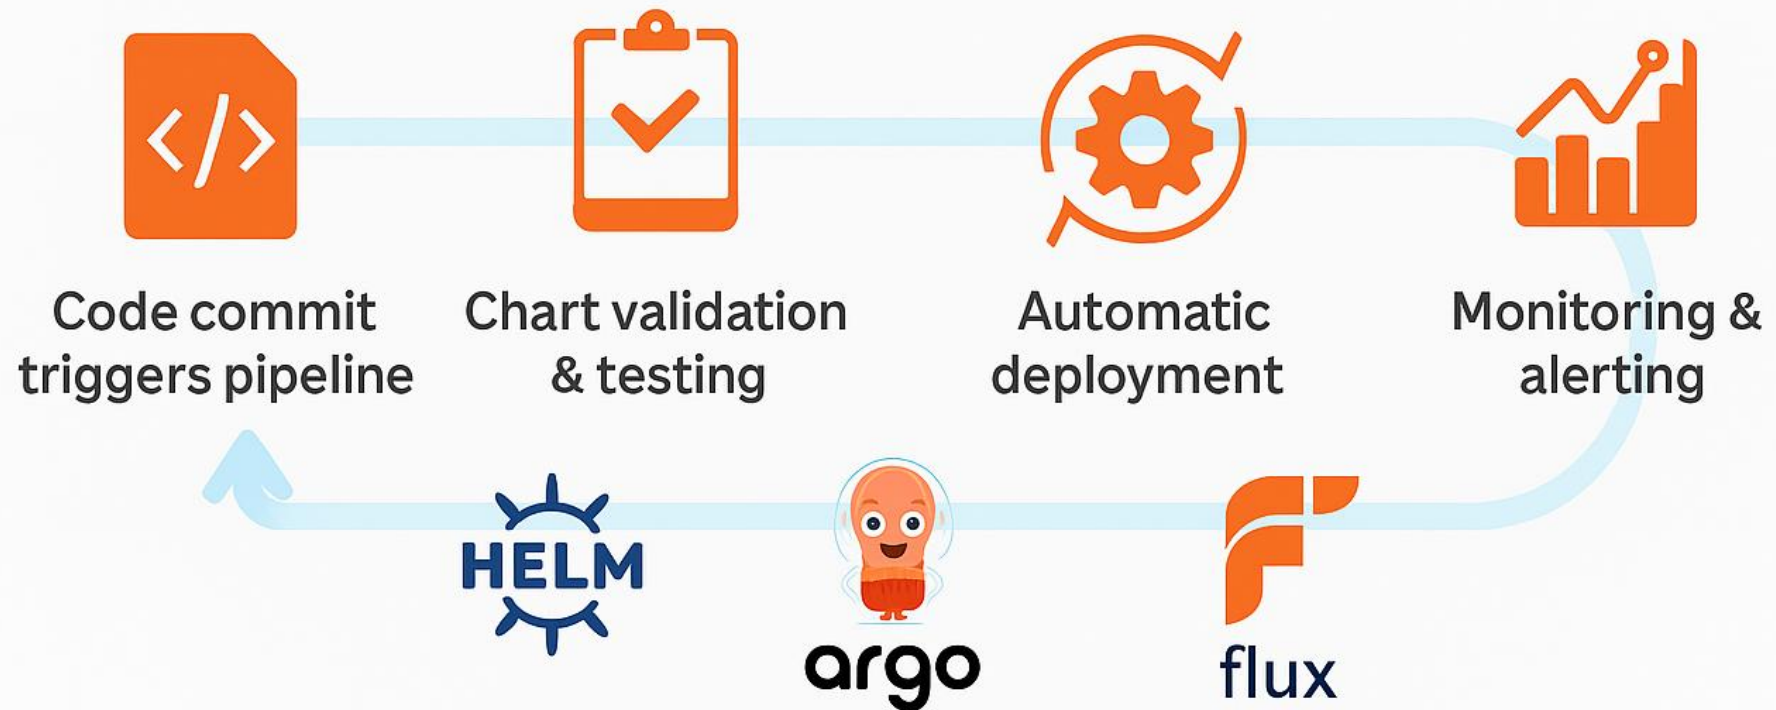 </>
Code commit
triggers pipeline
Chart validation
& testing
Automatic
deployment
Monitoring &
alerting
HELM
argo
flux